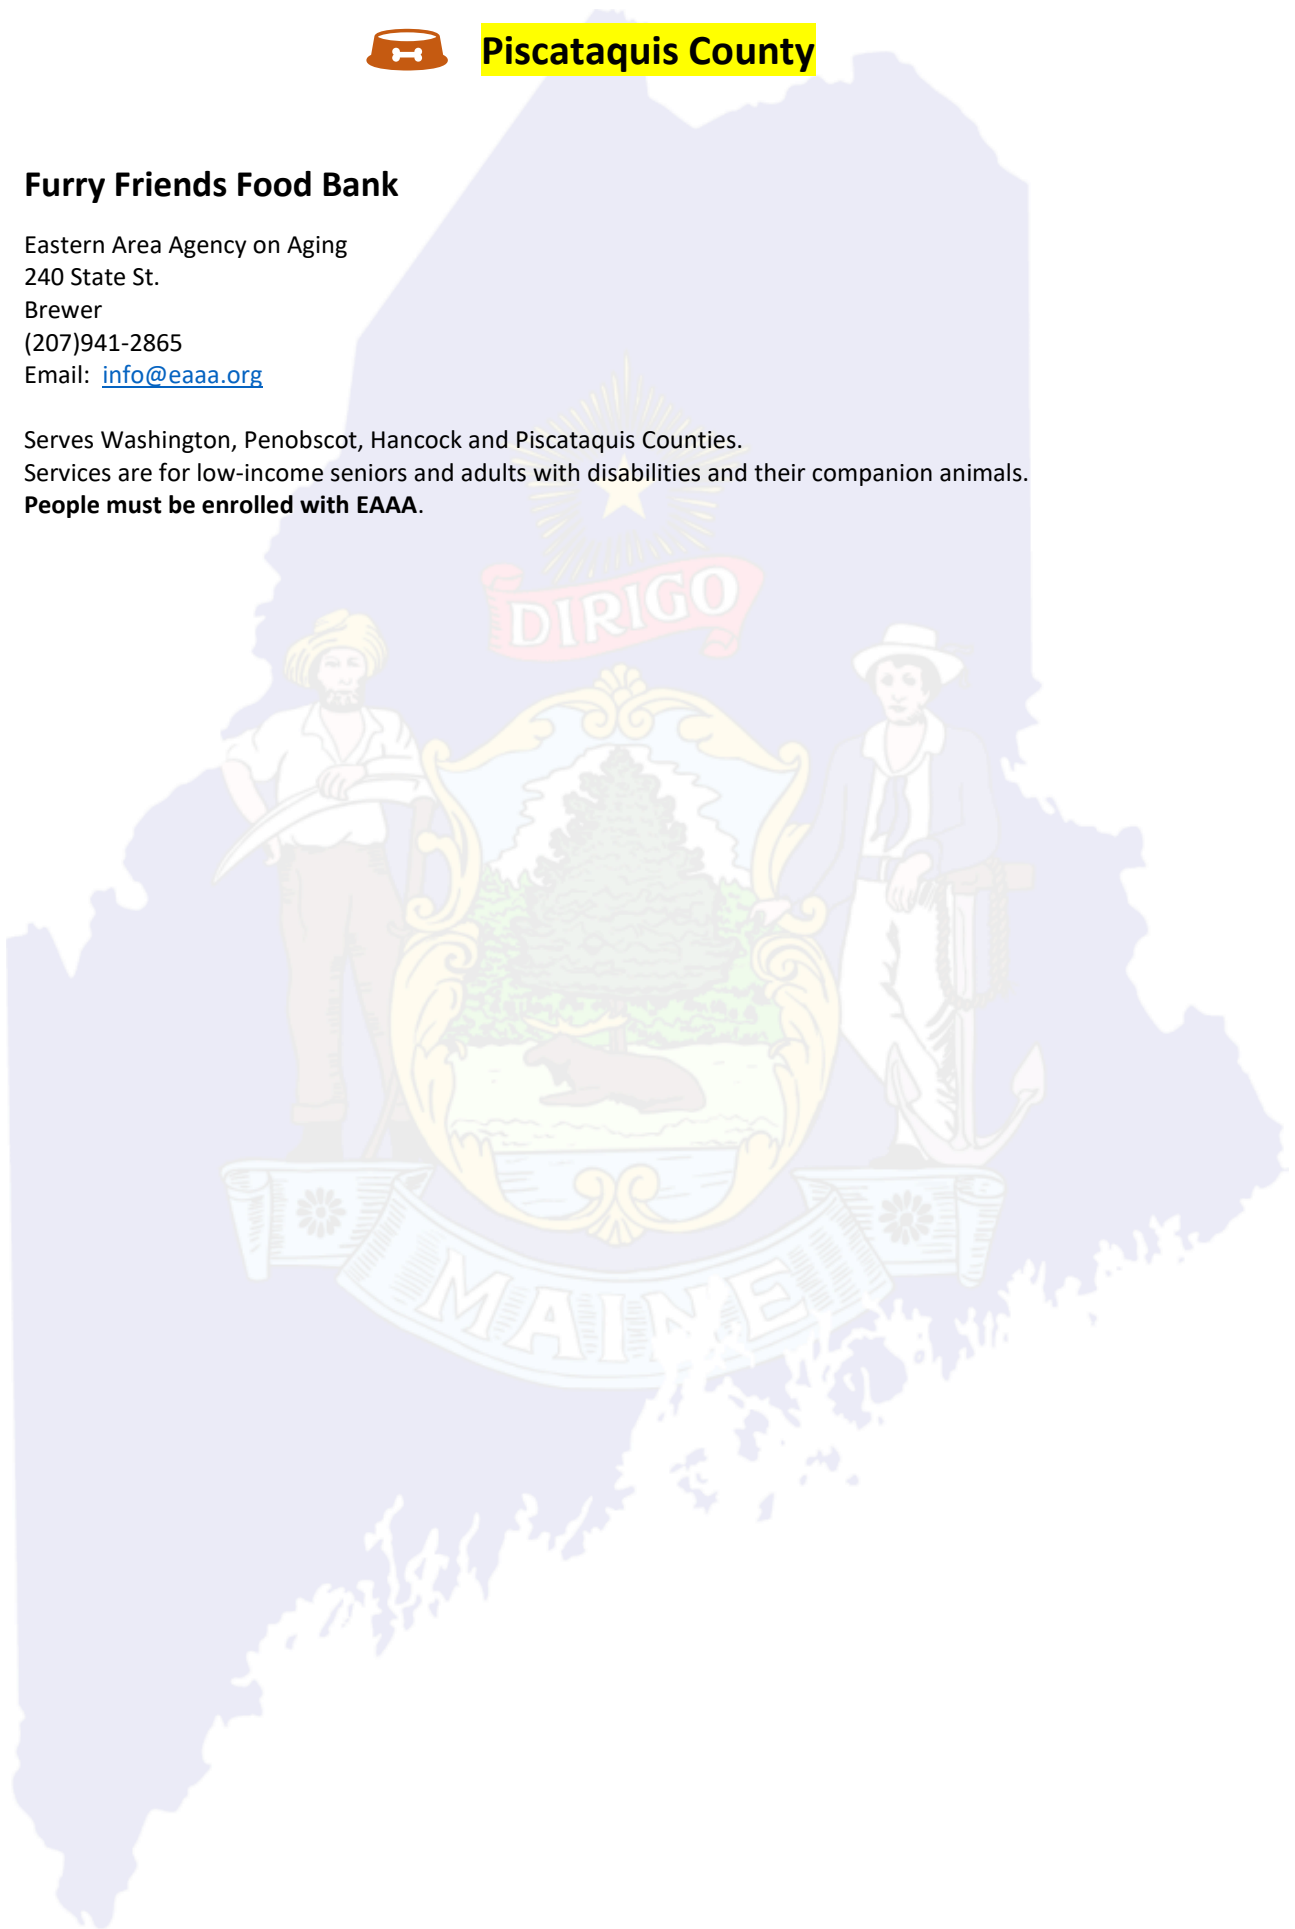 Piscataquis County
Furry Friends Food Bank
Eastern Area Agency on Aging
240 State St.
Brewer
(207)941-2865
Email:  info@eaaa.org
Serves Washington, Penobscot, Hancock and Piscataquis Counties.
Services are for low-income seniors and adults with disabilities and their companion animals.
People must be enrolled with EAAA.
DIRIGO
MAINE